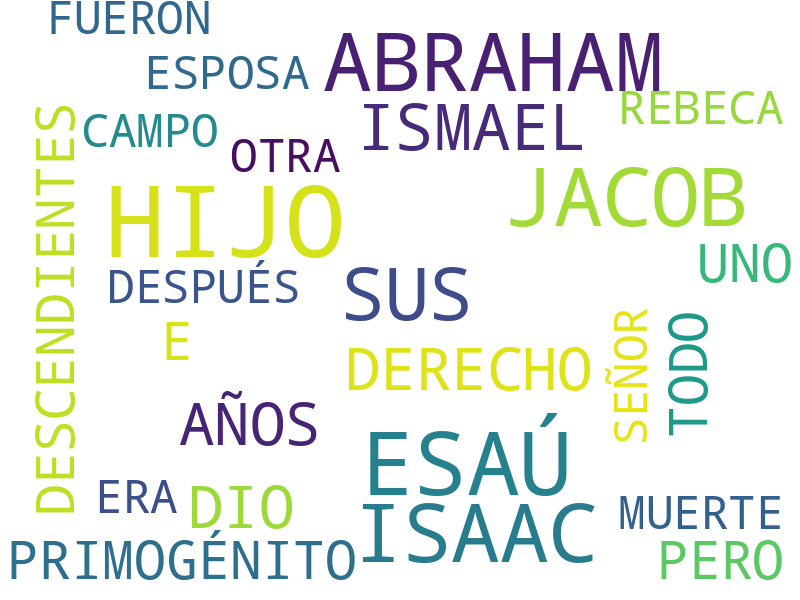 FUERON
ESPOSA
ABRAHAM
REBECA
CAMPO
ISMAEL
OTRA
DESCENDIENTES
HIJO
JACOB
UNO
DESPUÉS
SUS
E
DERECHO
SEÑOR
TODO
AÑOS
ESAÚ
ERA
DIO
ISAAC
MUERTE
PRIMOGÉNITO
PERO